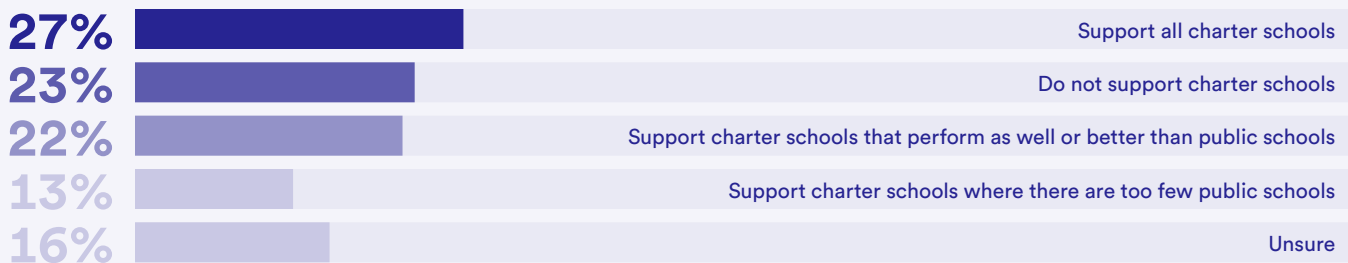 27% Support all charter schools
23% Do not support charter schools
22% Support charter schools that perform as well or better than public schools
13% Support charter schools where there are too few public schools
16% Unsure